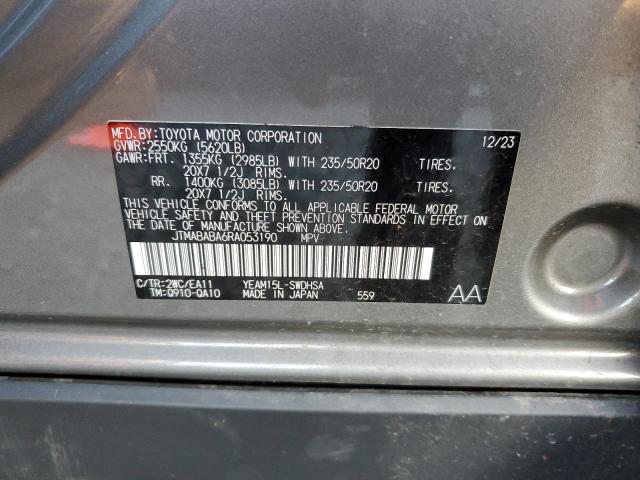 MFD.BY:TOYOTA MOTOR CORPORATION 12/23
GVWR:2550KG (5620LB)
GAWR:FRT. 1355KG (2985LB) WITH 235/50R20 TIRES.
20X7 1/2J RIMS.
RR. 1400KG (3085LB) WITH 235/50R20 TIRES.
20X7 1/2J RIMS.
THIS VEHICLE CONFORMS TO ALL APPLICABLE FEDERAL MOTOR
VEHICLE SAFETY AND THEFT PREVENTION STANDARDS IN EFFECT ON
THE DATE OF MANUFACTURE SHOWN ABOVE.
JTMABABA6RA053190 MPV
C/TR:2WC/EA11 YEAM15L-SWDHSA
TM:Q910-QA10 MADE IN JAPAN 559 AA